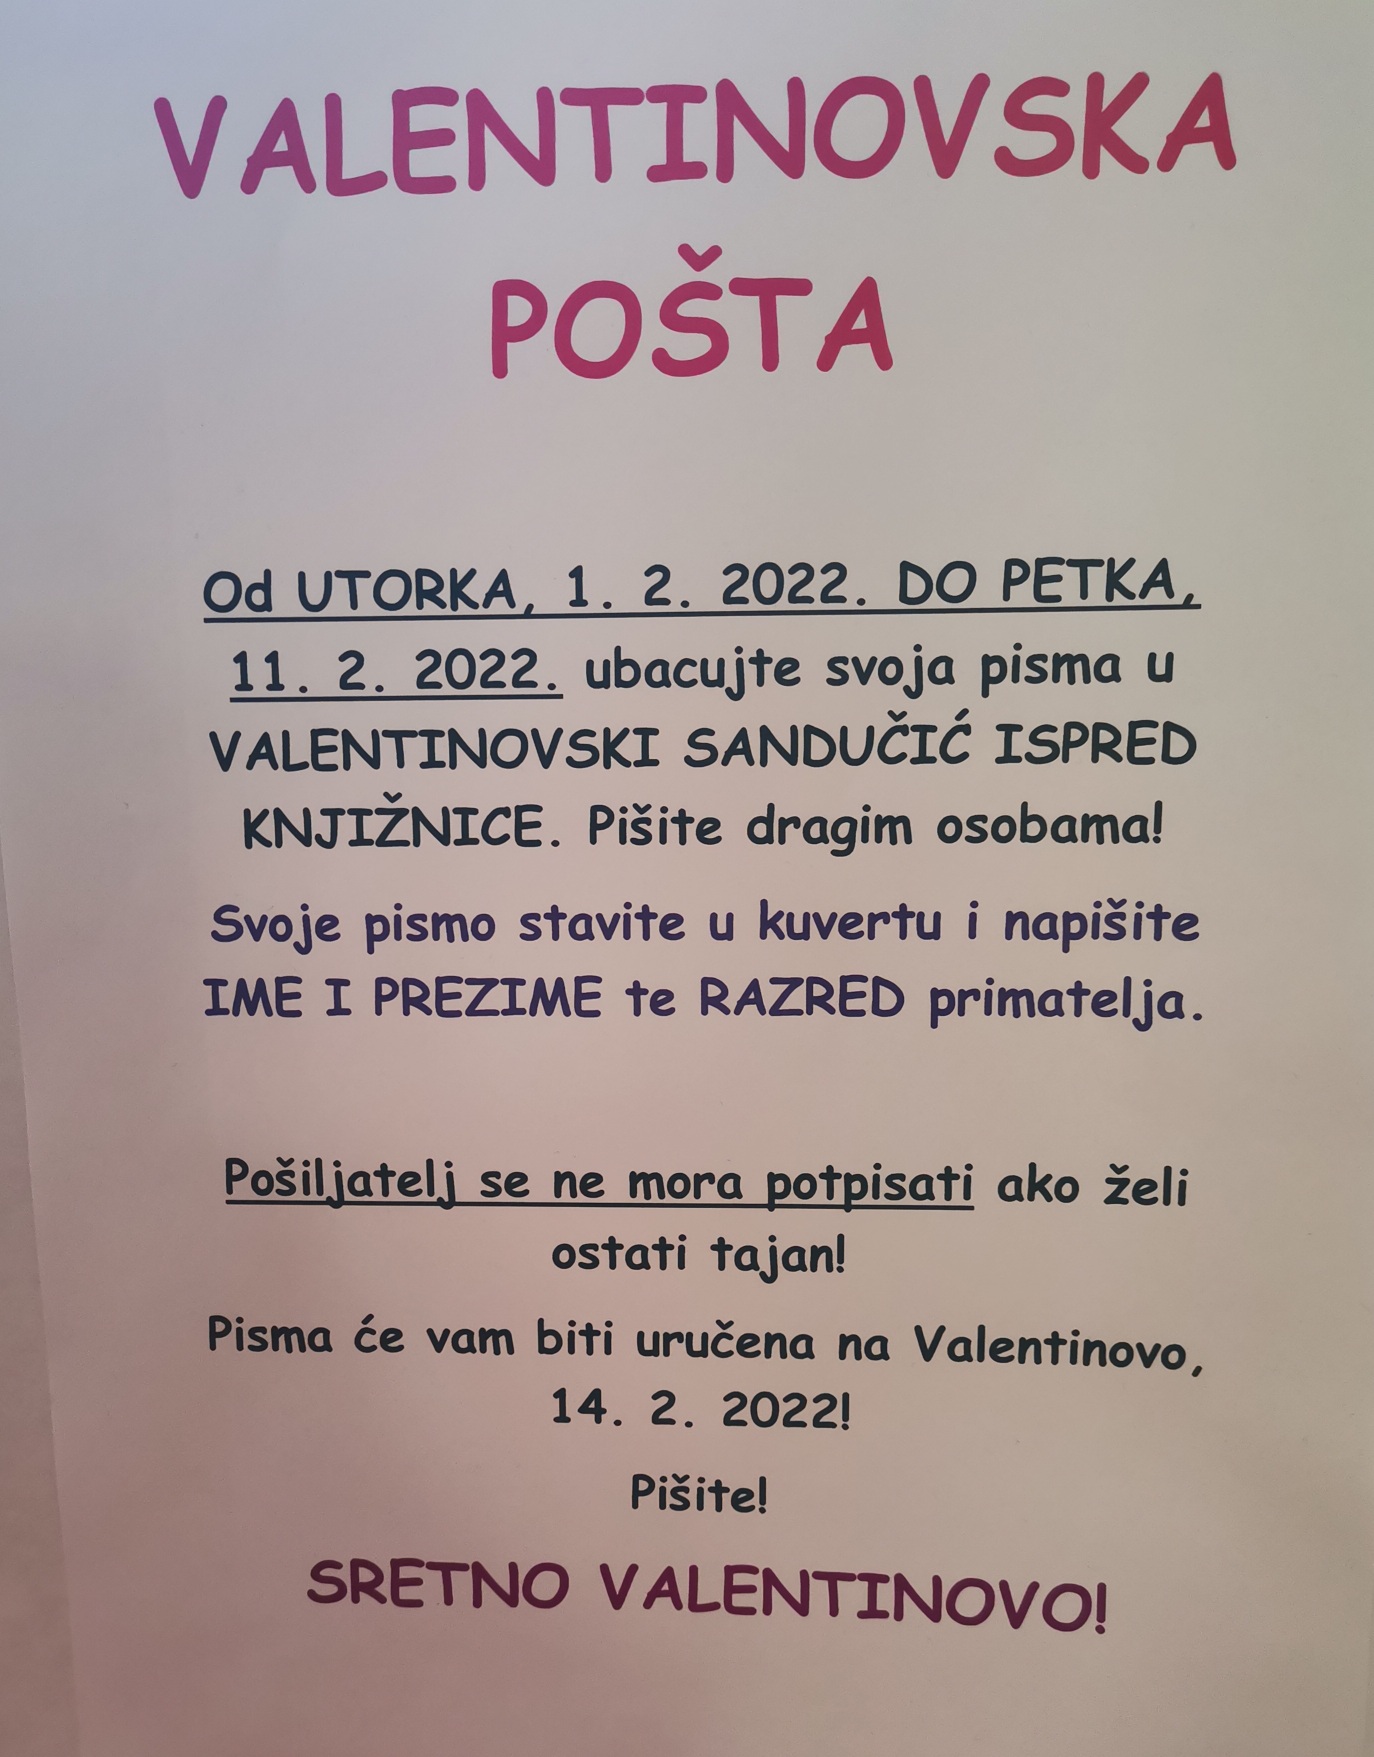 VALENTINOVSKA
POŠTA
Od UTORKA, 1. 2. 2022. DO PETKA,
11. 2. 2022. ubacujte svoja pisma u
VALENTINOVSKI SANDUČIĆ ISPRED
KNJIŽNICE. Pišite dragim osobama!
Svoje pismo stavite u kuvertu i napišite
IME I PREZIME te RAZRED primatelja.
Pošiljatelj se ne mora potpisati ako želi
ostati tajan!
Pisma će vam biti uručena na Valentinovo,
14. 2. 2022!
Pišite!
SRETNO VALENTINOVO!